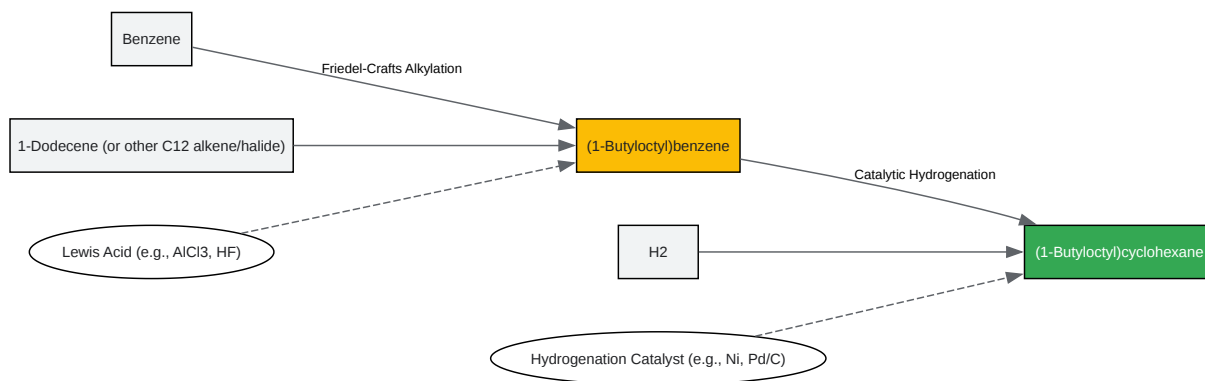 Benzene
Friedel-Crafts Alkylation
1-Dodecene (or other C12 alkene/halide)
(1-Butyloctyl)benzene
Catalytic Hydrogenation
Lewis Acid (e.g., AlCl3, HF)
H2
(1-Butyloctyl)cyclohexane
Hydrogenation Catalyst (e.g., Ni, Pd/C)